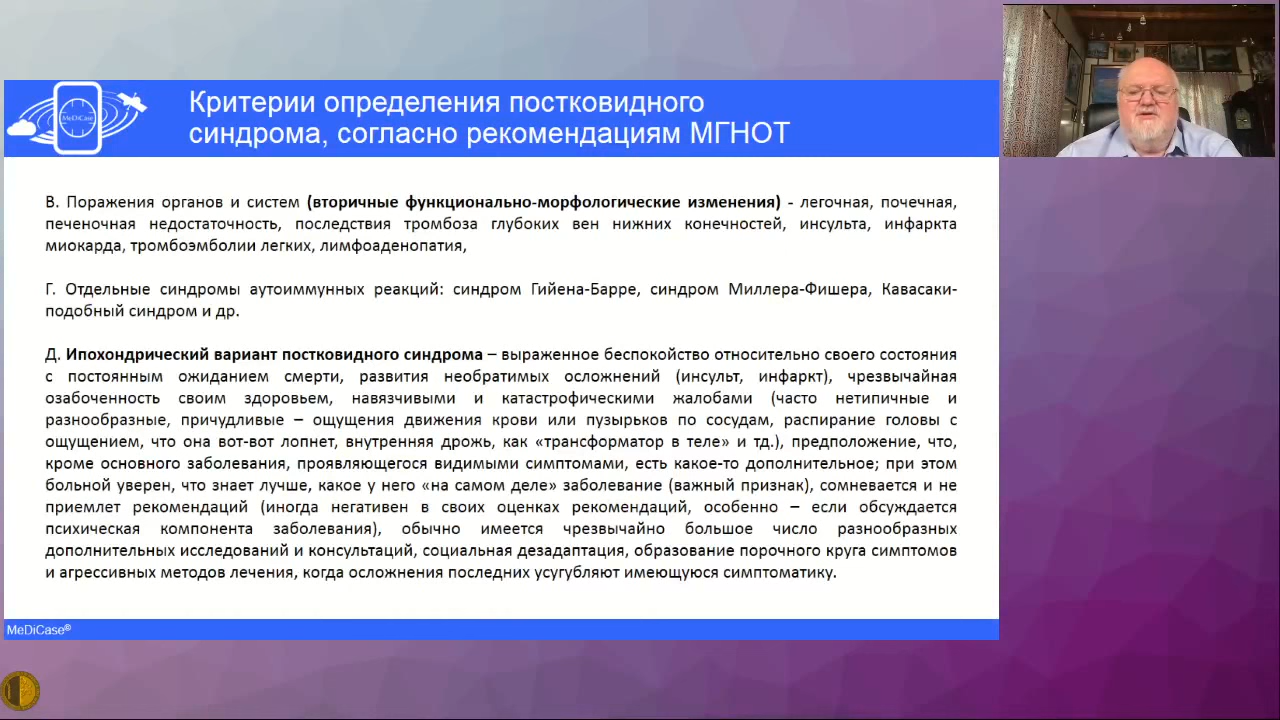 Критерии определения постковидного
синдрома, согласно рекомендациям МГНОТ
MeDiCase
В. Поражения органов и систем (вторичные функционально-морфологические изменения) - легочная, почечная,
печеночная недостаточность, последствия тромбоза глубоких вен нижних конечностей, инсульта, инфаркта
миокарда, тромбоэмболии легких, лимфоаденопатия,
Г. Отдельные синдромы аутоиммунных реакций: синдром Гийена-Барре, синдром Миллера-Фишера, Кавасаки-
подобный синдром и др.
Д. Ипохондрический вариант постковидного синдрома – выраженное беспокойство относительно своего состояния
с постоянным ожиданием смерти, развития необратимых осложнений (инсульт, инфаркт), чрезвычайная
озабоченность своим здоровьем, навязчивыми и катастрофическими жалобами (часто нетипичные и
разнообразные, причудливые – ощущения движения крови или пузырьков по сосудам, распирание головы с
ощущением, что она вот-вот лопнет, внутренняя дрожь, как «трансформатор в теле» и тд.), предположение, что,
кроме основного заболевания, проявляющегося видимыми симптомами, есть какое-то дополнительное; при этом
больной уверен, что знает лучше, какое у него «на самом деле» заболевание (важный признак), сомневается и не
приемлет рекомендаций (иногда негативен в своих оценках рекомендаций, особенно – если обсуждается
психическая компонента заболевания), обычно имеется чрезвычайно большое число разнообразных
дополнительных исследований и консультаций, социальная дезадаптация, образование порочного круга симптомов
и агрессивных методов лечения, когда осложнения последних усугубляют имеющуюся симптоматику.
MeDiCase®